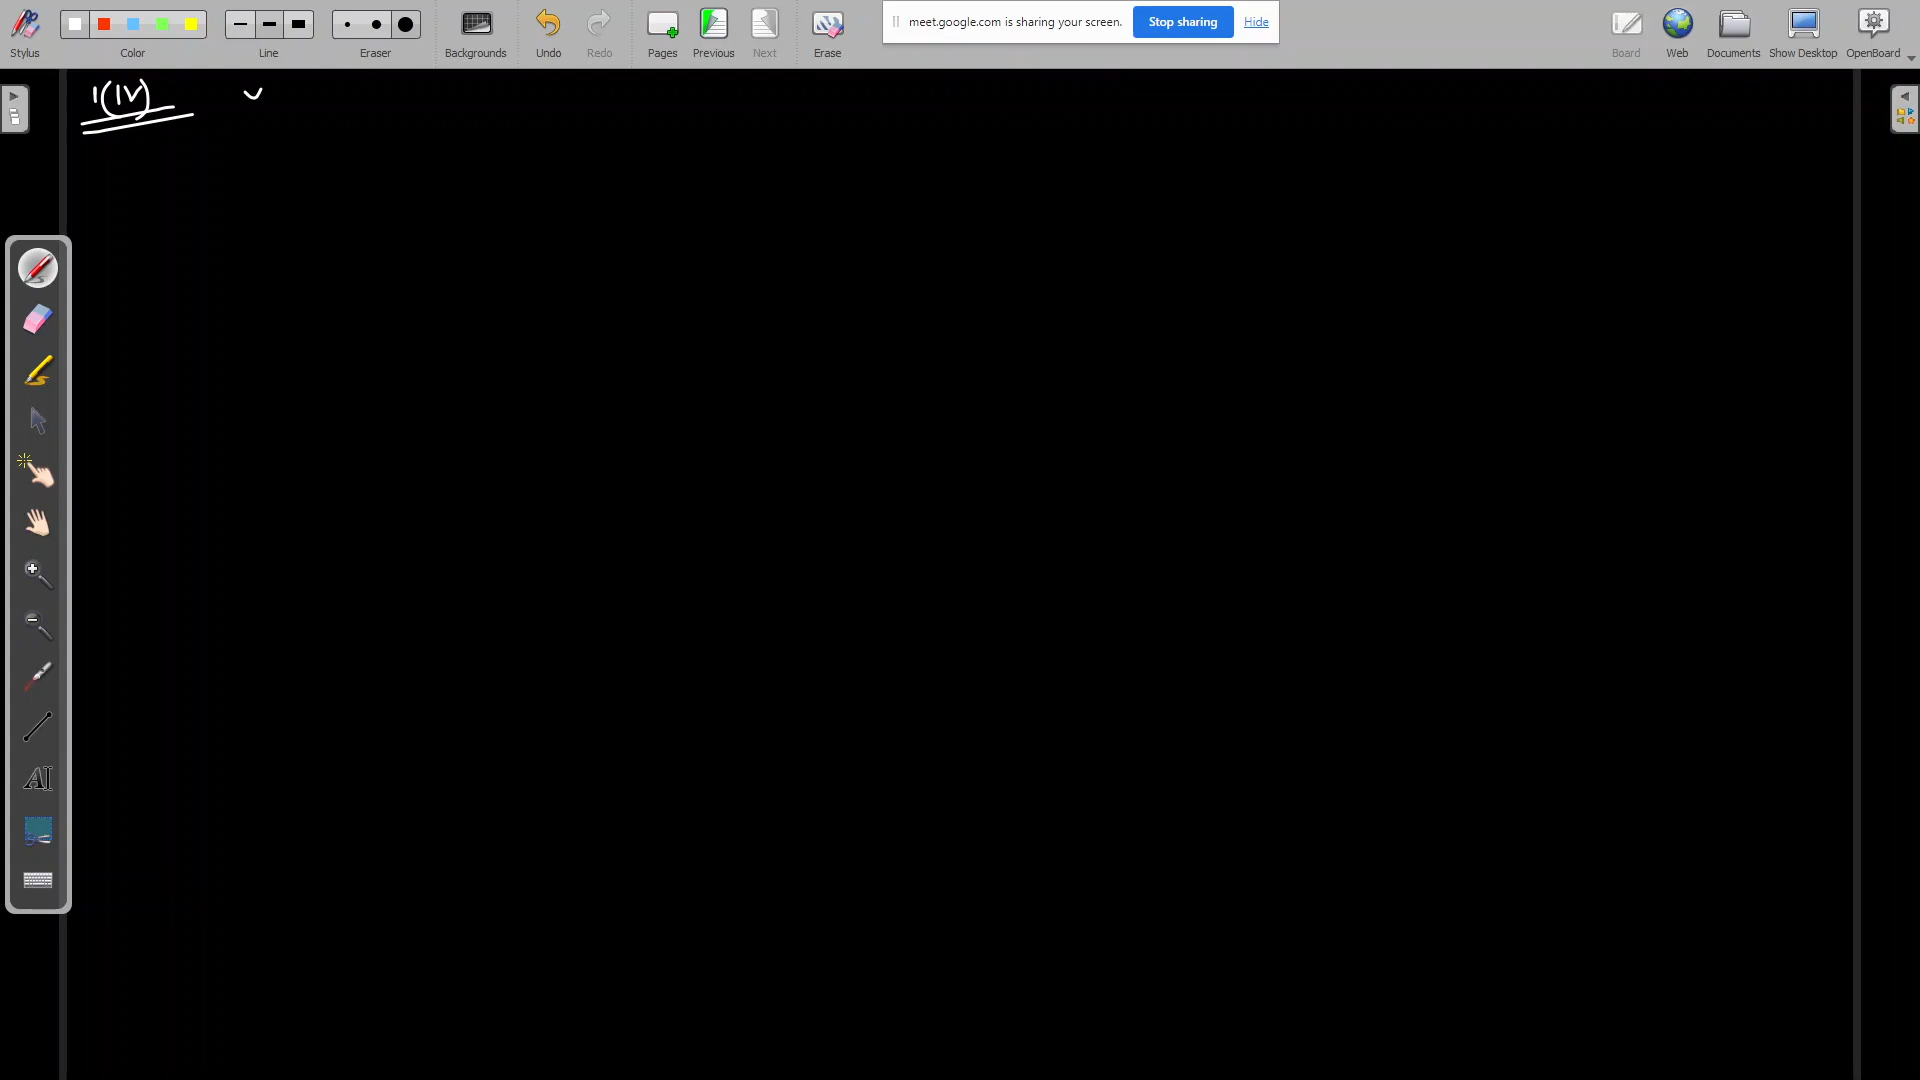 Stylus Color Line Eraser Backgrounds Undo Redo Pages Previous Next Erase
meet.google.com is sharing your screen. Stop sharing Hide
Board Web Documents Show Desktop OpenBoard
1(IV)
AI